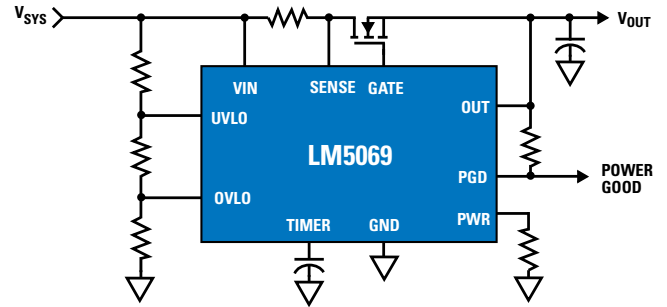 VSYS
VOUT
VIN
SENSE
GATE
UVLO
OUT
LM5069
PGD
POWER
GOOD
OVLO
TIMER
GND
PWR